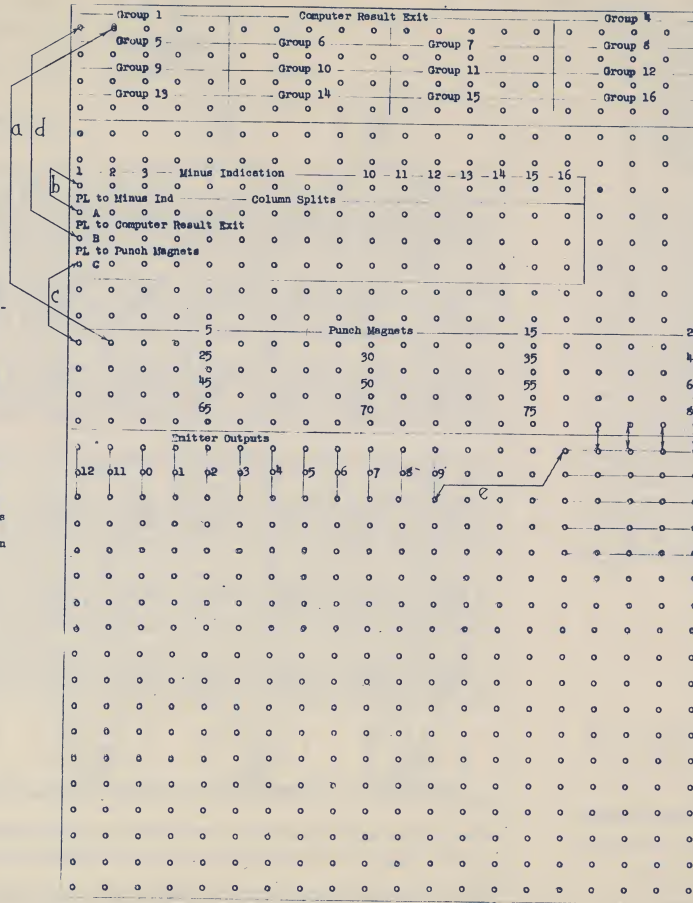 Group 1 Computer Result Exit Group 4
Group 5 Group 6 Group 7 Group 8
Group 9 Group 10 Group 11 Group 12
Group 13 Group 14 Group 15 Group 16
a d
1 2 3 Minus Indication 10 11 12 13 14 15 16
b
PL to Minus Ind Column Splits
A
PL to Computer Result Exit
B
PL to Punch Magnets
C
C
5 Punch Magnets 15 2
25 30 35 4
45 50 55 6
65 70 75 8
Emitter Outputs
12 11 0 1 2 3 4 5 6 7 8 9
e
s
n